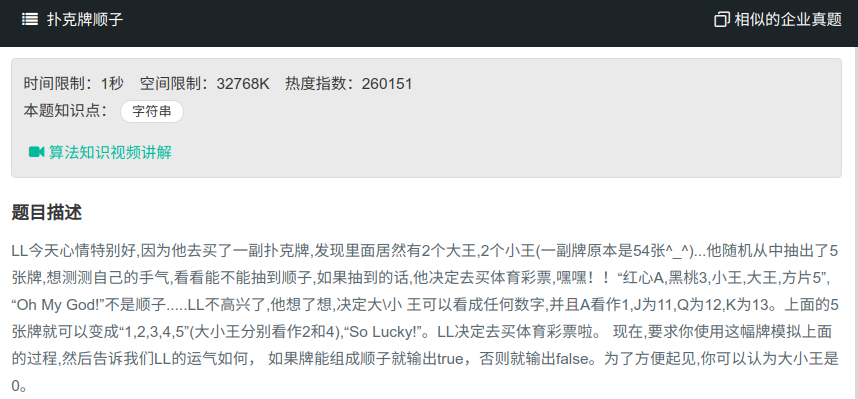 扑克牌顺子 相似的企业真题
时间限制：1秒 空间限制：32768K 热度指数：260151
本题知识点： 字符串
算法知识视频讲解
题目描述
LL今天心情特别好,因为他去买了一副扑克牌,发现里面居然有2个大王,2个小王(一副牌原本是54张^_^)...他随机从中抽出了5
张牌,想测测自己的手气,看看能不能抽到顺子,如果抽到的话,他决定去买体育彩票,嘿嘿！！“红心A,黑桃3,小王,大王,方片5”,
“Oh My God!”不是顺子.....LL不高兴了,他想了想,决定大\小 王可以看成任何数字,并且A看作1,J为11,Q为12,K为13。上面的5
张牌就可以变成“1,2,3,4,5”(大小王分别看作2和4),“So Lucky!”。LL决定去买体育彩票啦。 现在,要求你使用这幅牌模拟上面
的过程,然后告诉我们LL的运气如何， 如果牌能组成顺子就输出true，否则就输出false。为了方便起见,你可以认为大小王是
0。